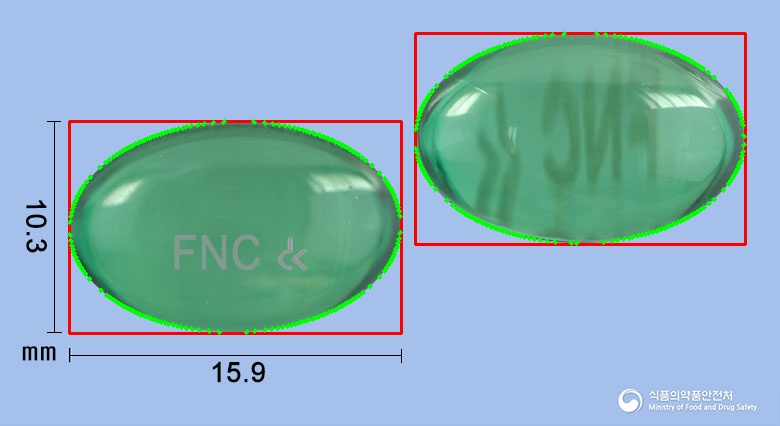 FNC
FNC
10.3
mm
15.9
식품의약품안전처
Ministry of Food and Drug Safety